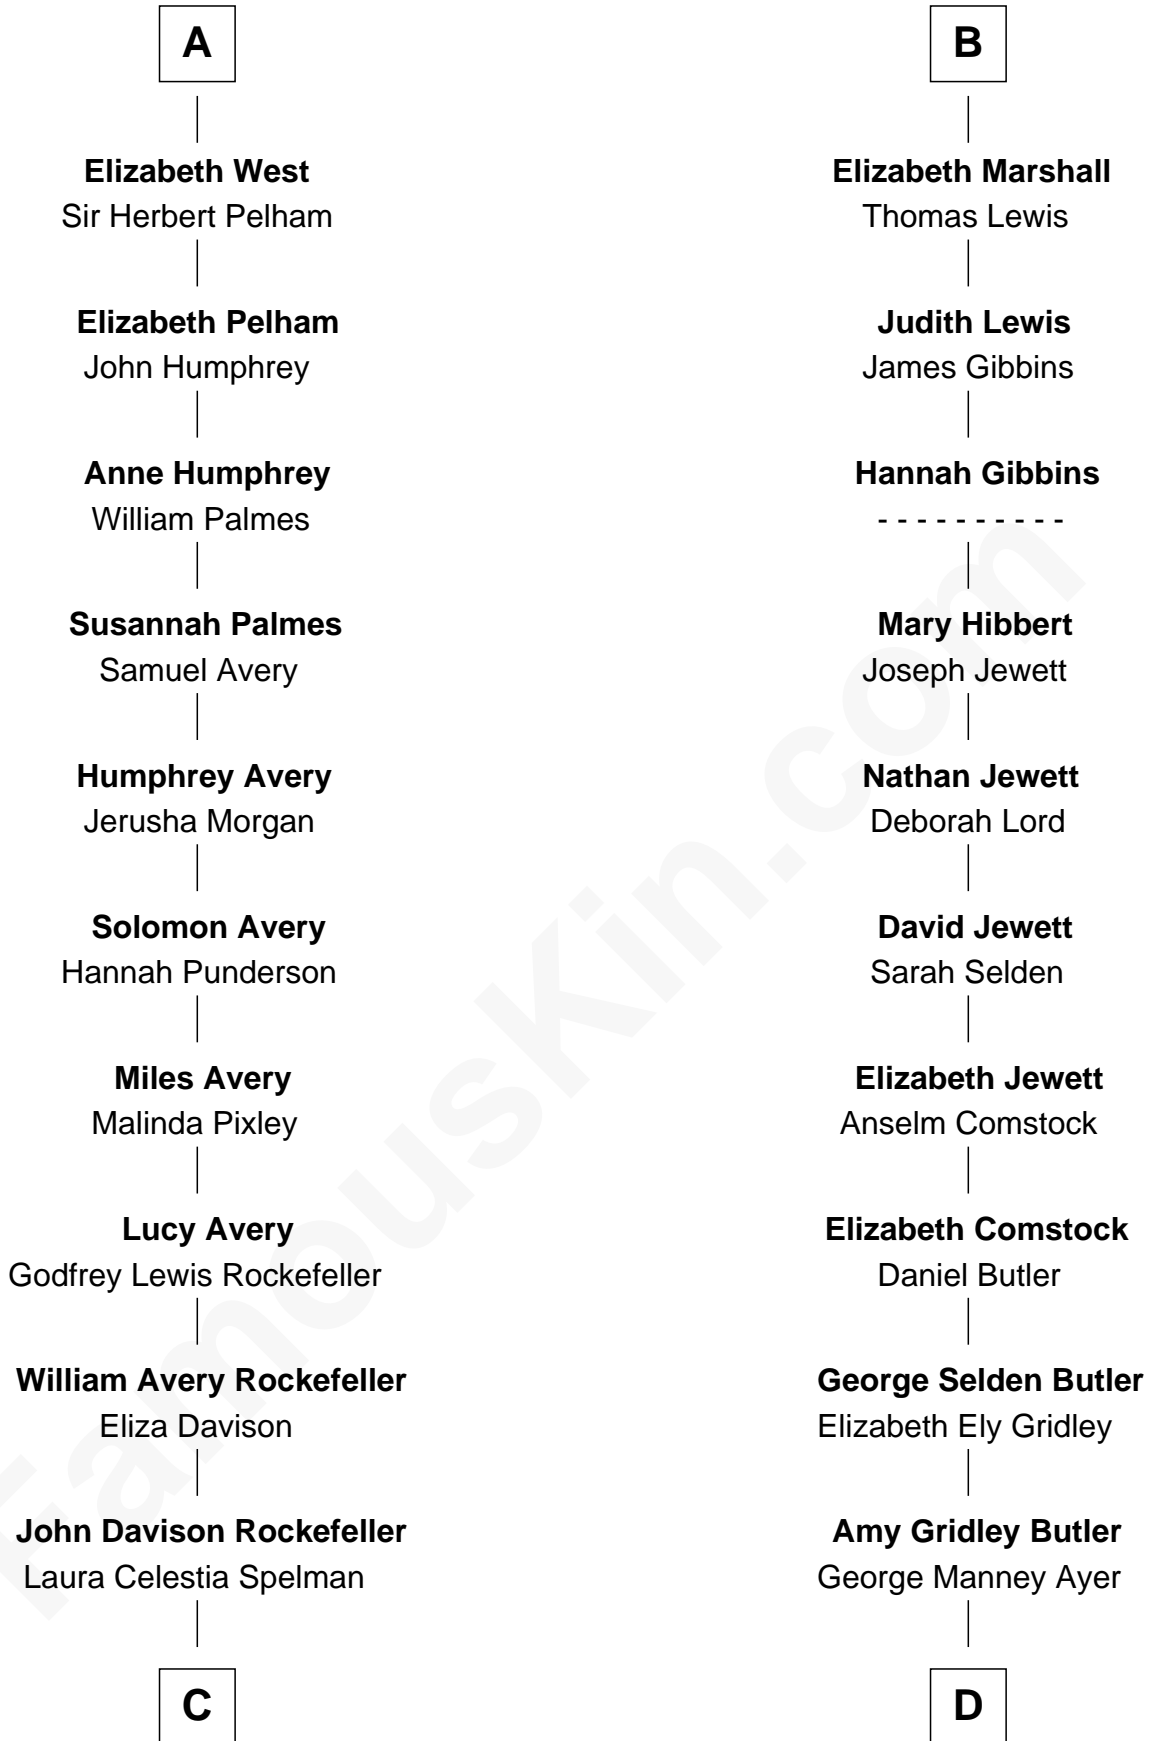 A
Elizabeth West
Sir Herbert Pelham
Elizabeth Pelham
John Humphrey
Anne Humphrey
William Palmes
Susannah Palmes
Samuel Avery
Humphrey Avery
Jerusha Morgan
Solomon Avery
Hannah Punderson
Miles Avery
Malinda Pixley
Lucy Avery
Godfrey Lewis Rockefeller
William Avery Rockefeller
Eliza Davison
John Davison Rockefeller
Laura Celestia Spelman
C
B
Elizabeth Marshall
Thomas Lewis
Judith Lewis
James Gibbins
Hannah Gibbins
- - - - - - - - - -
Mary Hibbert
Joseph Jewett
Nathan Jewett
Deborah Lord
David Jewett
Sarah Selden
Elizabeth Jewett
Anselm Comstock
Elizabeth Comstock
Daniel Butler
George Selden Butler
Elizabeth Ely Gridley
Amy Gridley Butler
George Manney Ayer
D
FamousKin.com